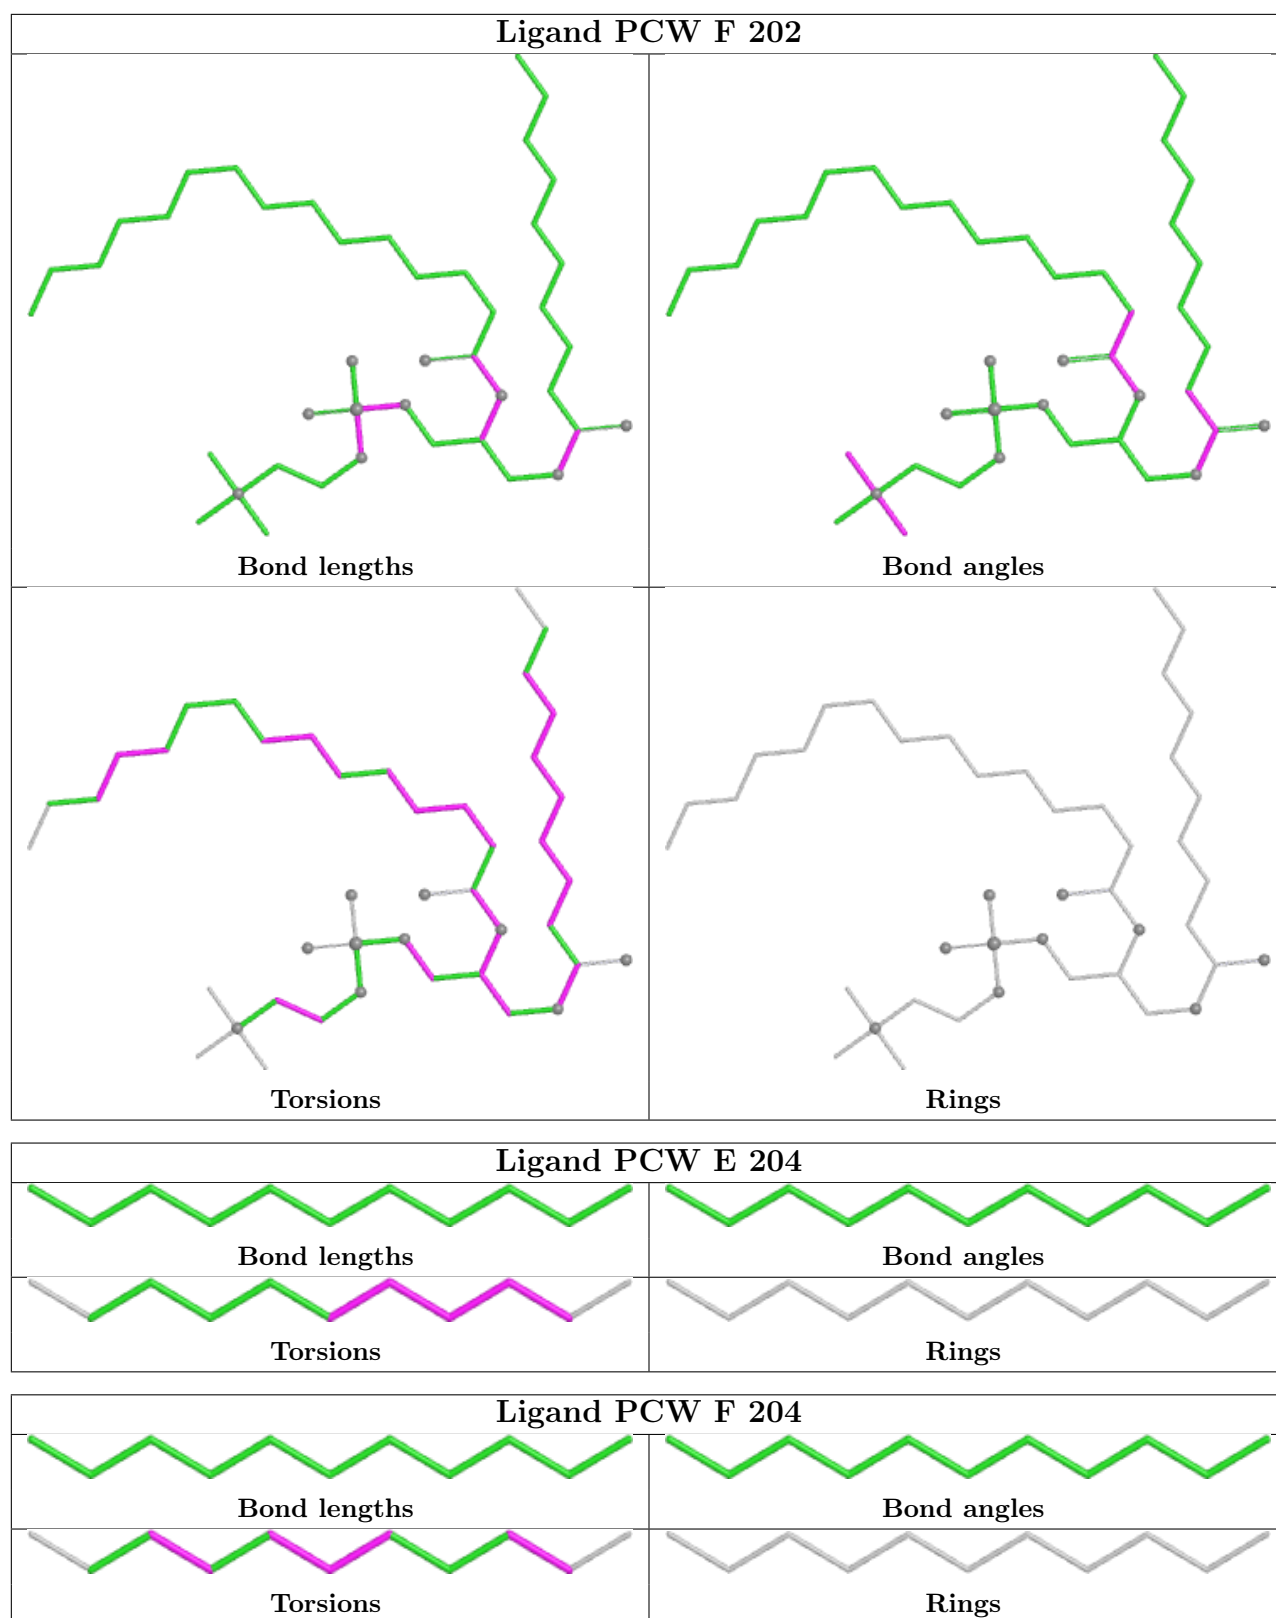 Ligand PCW F 202
Bond lengths
Bond angles
Torsions
Rings
Ligand PCW E 204
Bond lengths
Bond angles
Torsions
Rings
Ligand PCW F 204
Bond lengths
Bond angles
Torsions
Rings